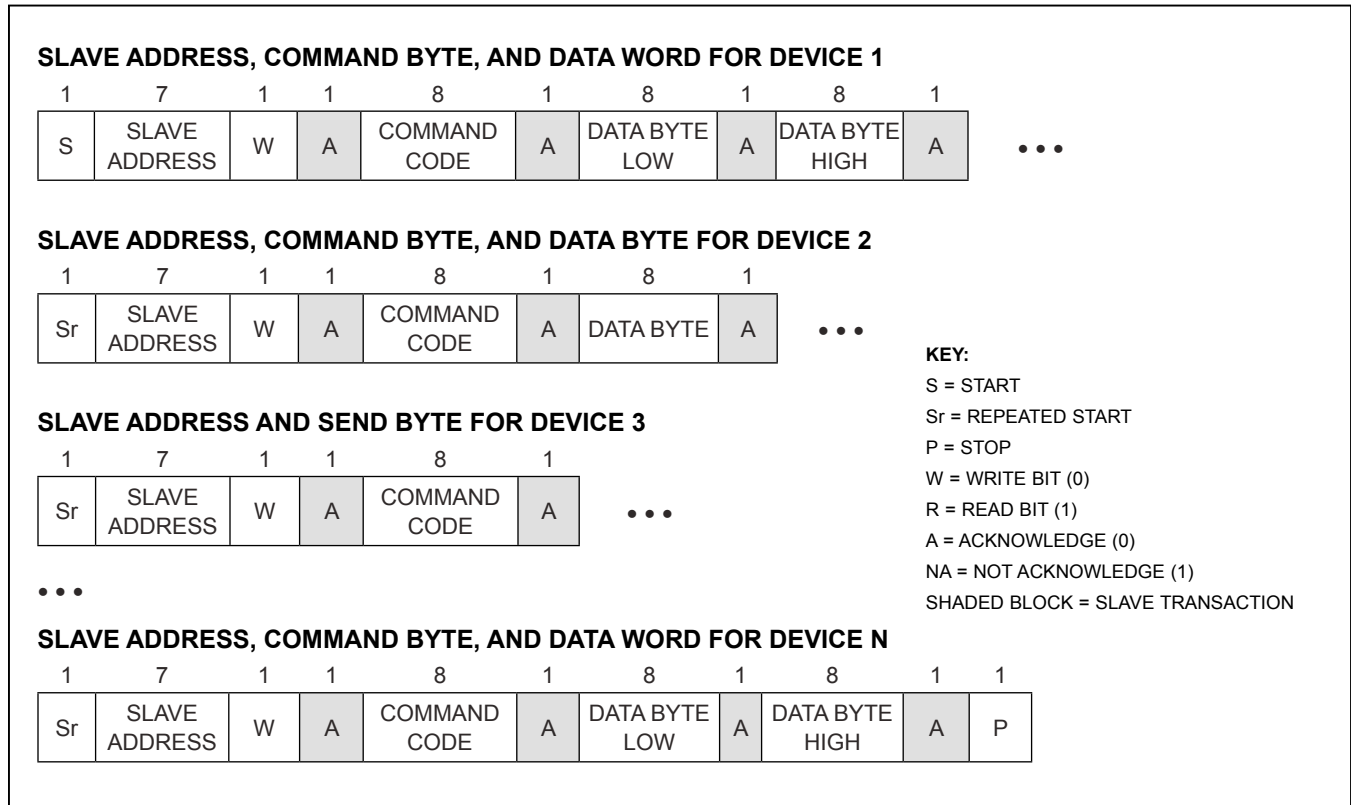 SLAVE ADDRESS, COMMAND BYTE, AND DATA WORD FOR DEVICE 1
1 7 1 1 8 1 8 1 8 1
S SLAVE ADDRESS W A COMMAND CODE A DATA BYTE LOW A DATA BYTE HIGH A •••
SLAVE ADDRESS, COMMAND BYTE, AND DATA BYTE FOR DEVICE 2
1 7 1 1 8 1 8 1
Sr SLAVE ADDRESS W A COMMAND CODE A DATA BYTE A •••
SLAVE ADDRESS AND SEND BYTE FOR DEVICE 3
1 7 1 1 8 1
Sr SLAVE ADDRESS W A COMMAND CODE A •••
•••
KEY:
S = START
Sr = REPEATED START
P = STOP
W = WRITE BIT (0)
R = READ BIT (1)
A = ACKNOWLEDGE (0)
NA = NOT ACKNOWLEDGE (1)
SHADED BLOCK = SLAVE TRANSACTION
SLAVE ADDRESS, COMMAND BYTE, AND DATA WORD FOR DEVICE N
1 7 1 1 8 1 8 1 8 1 1
Sr SLAVE ADDRESS W A COMMAND CODE A DATA BYTE LOW A DATA BYTE HIGH A P